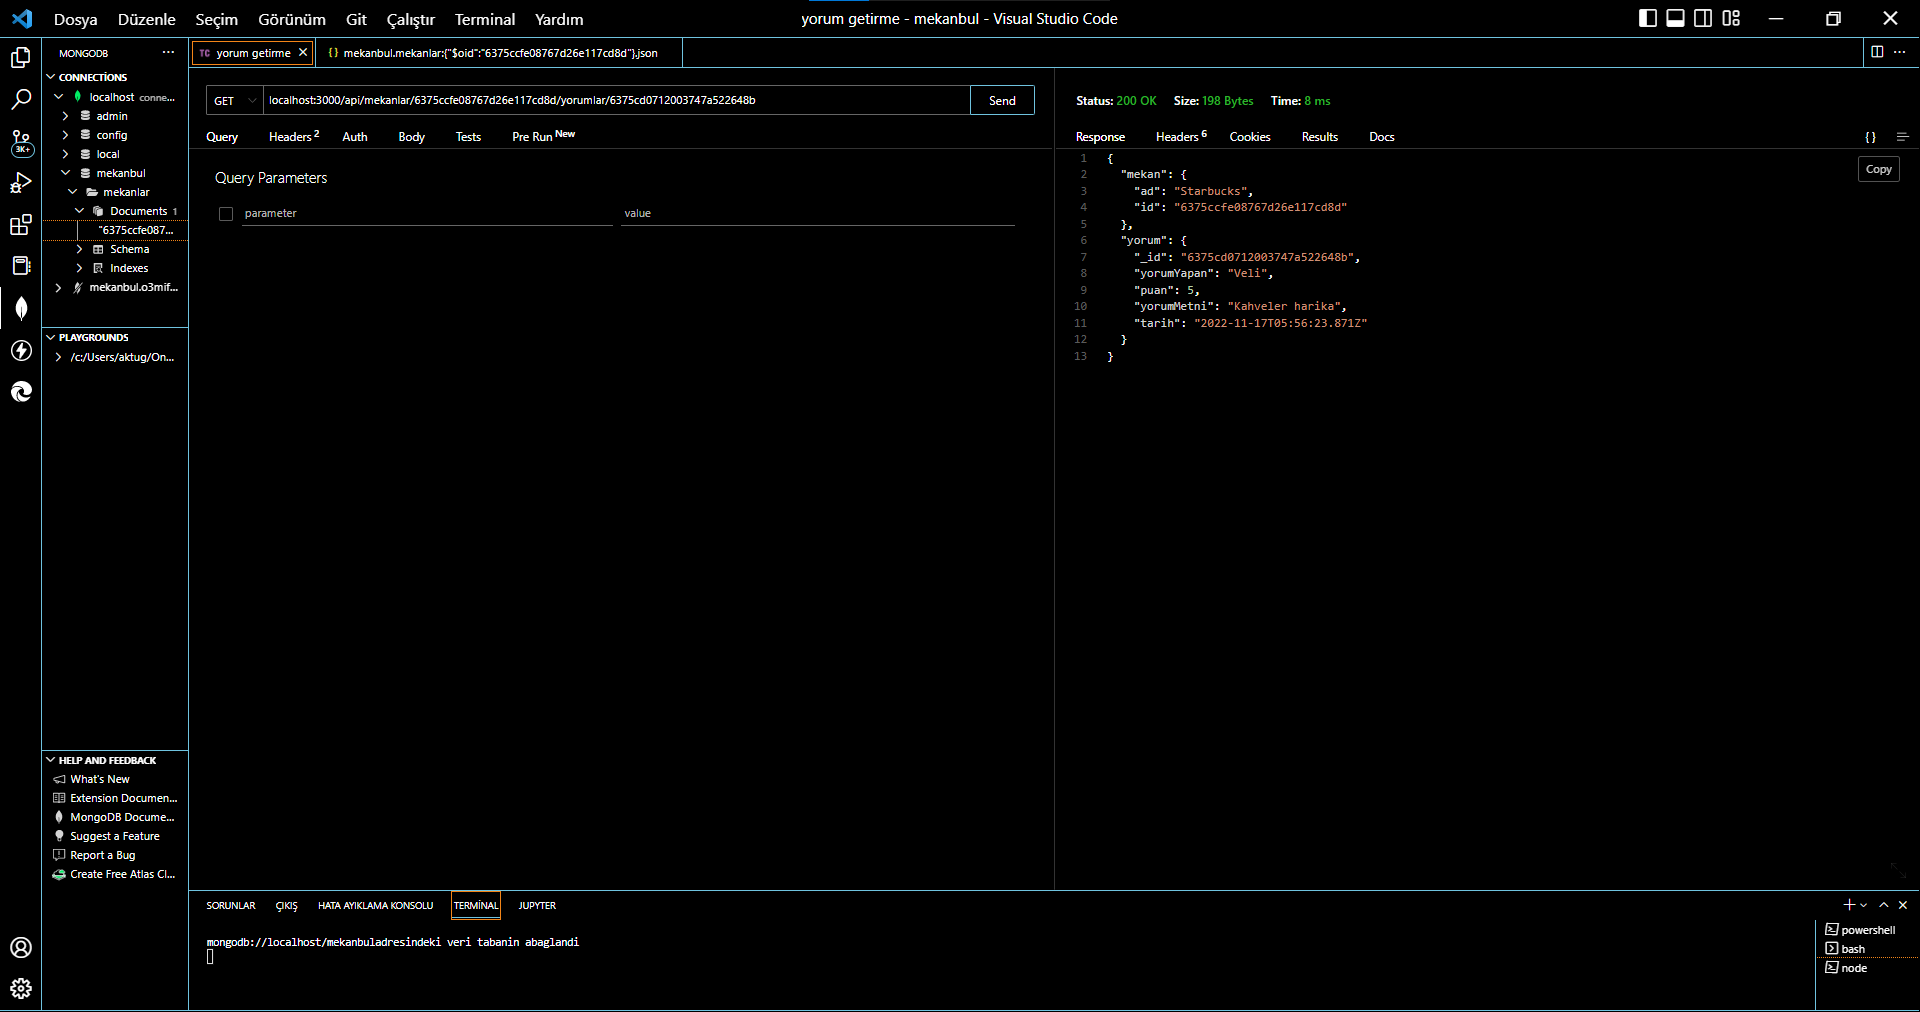 Dosya Düzenle Seçim Görünüm Git Çalıştır Terminal Yardım
yorum getirme - mekanbul - Visual Studio Code
MONGODB
CONNECTİONS
localhost conne...
admin
config
local
mekanbul
mekanlar
Documents 1
"6375ccfe087...
Schema
Indexes
mekanbul.o3mif...
PLAYGROUNDS
/c:/Users/aktug/On...
HELP AND FEEDBACK
What's New
Extension Documen...
MongoDB Docume...
Suggest a Feature
Report a Bug
Create Free Atlas Cl...
3K+
TC yorum getirme
{} mekanbul.mekanlar:{"$oid":"6375ccfe08767d26e117cd8d"}.json
GET localhost:3000/api/mekanlar/6375ccfe08767d26e117cd8d/yorumlar/6375cd0712003747a522648b Send
Query Headers 2 Auth Body Tests Pre Run New
Query Parameters
parameter value
Status: 200 OK Size: 198 Bytes Time: 8 ms
Response Headers 6 Cookies Results Docs { }
Copy
1 {
2 "mekan": {
3 "ad": "Starbucks",
4 "id": "6375ccfe08767d26e117cd8d"
5 },
6 "yorum": {
7 "_id": "6375cd0712003747a522648b",
8 "yorumYapan": "Veli",
9 "puan": 5,
10 "yorumMetni": "Kahveler harika",
11 "tarih": "2022-11-17T05:56:23.871Z"
12 }
13 }
SORUNLAR ÇIKIŞ HATA AYIKLAMA KONSOLU TERMİNAL JUPYTER
mongodb://localhost/mekanbuladresindeki veri tabanin abaglandi
powershell
bash
node